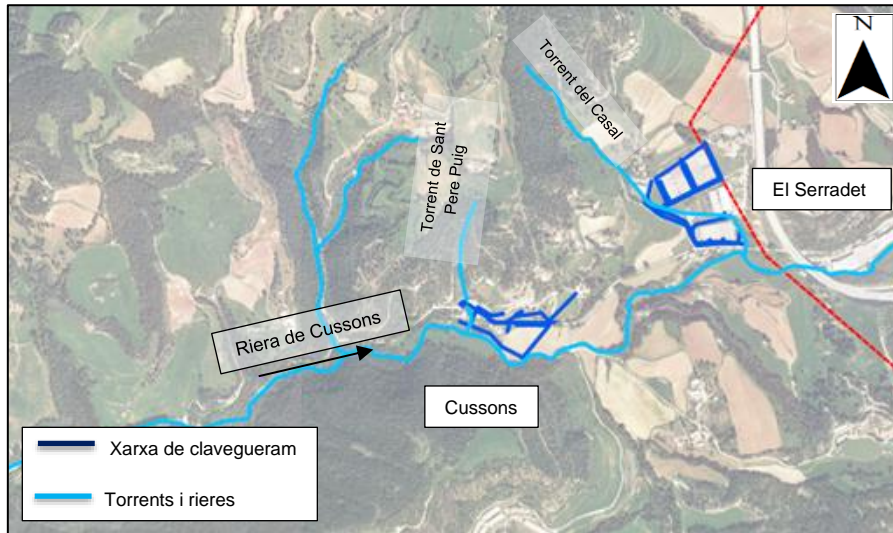 N
Torrent del Casal
Torrent de Sant
Pere Puig
El Serradet
Riera de Cussons
Cussons
Xarxa de clavegueram
Torrents i rieres